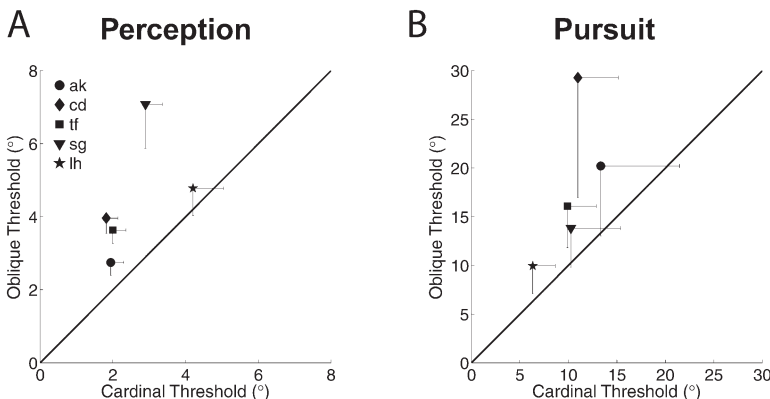 A Perception
8
6
4
2
0
0 2 4 6 8
Oblique Threshold (°)
Cardinal Threshold (°)
ak
cd
tf
sg
lh
B Pursuit
30
25
20
15
10
5
0
0 5 10 15 20 25 30
Oblique Threshold (°)
Cardinal Threshold (°)